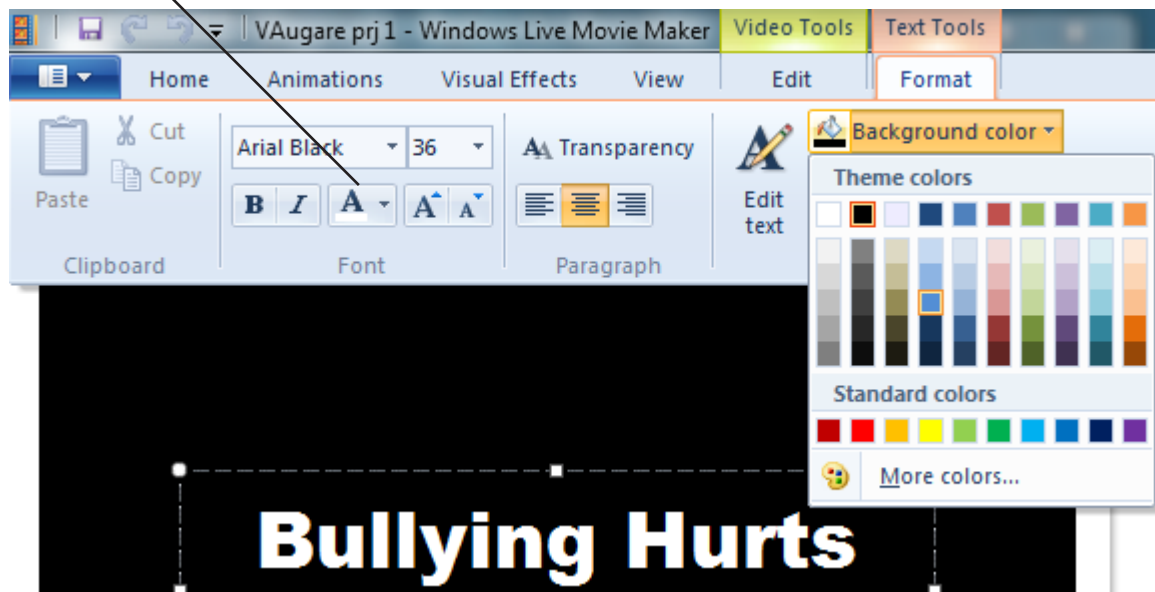 VAugare prj 1 - Windows Live Movie Maker Video Tools Text Tools
Home Animations Visual Effects View Edit Format
Paste
Cut
Copy
Clipboard
Arial Black 36
B I A A A
Font
AA Transparency
Paragraph
Edit
text
Background color
Theme colors
Standard colors
More colors...
Bullying Hurts